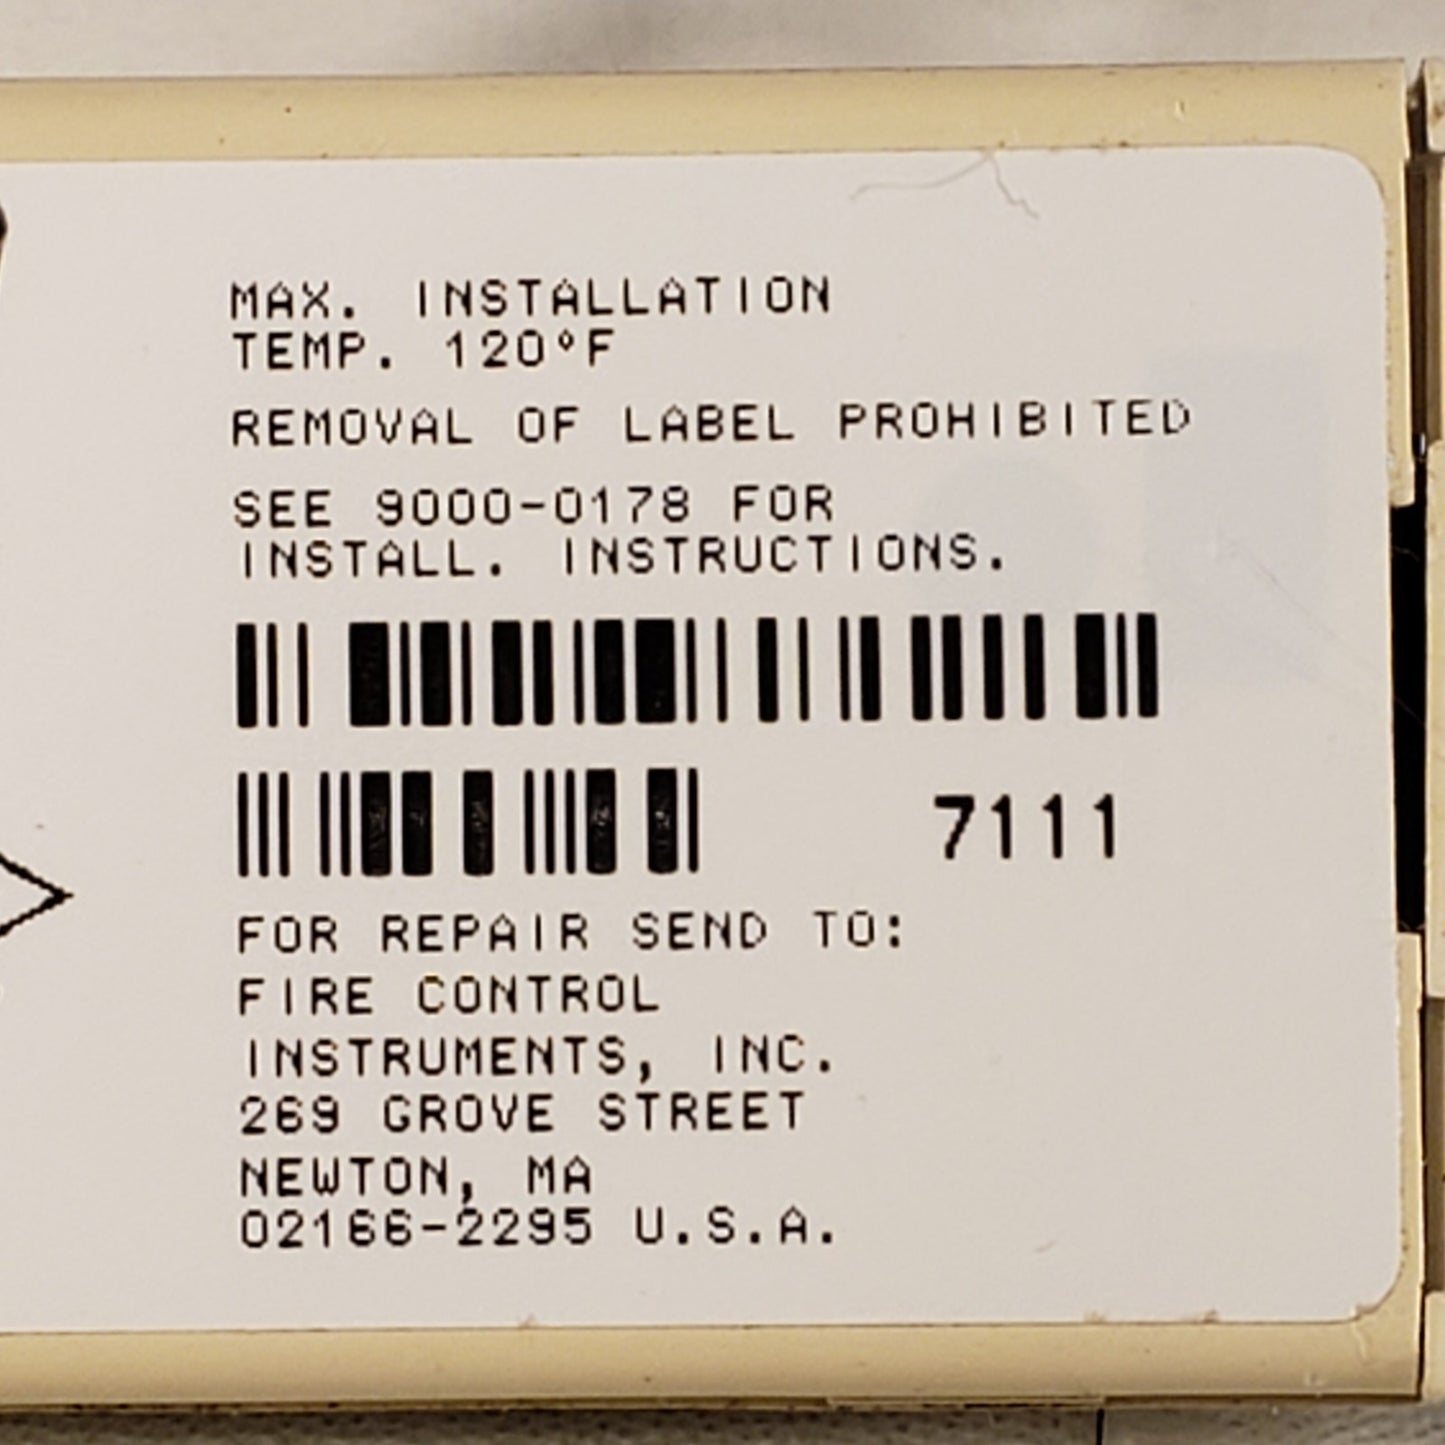 MAX. INSTALLATION
TEMP. 120°F
REMOVAL OF LABEL PROHIBITED
SEE 9000-0178 FOR
INSTALL. INSTRUCTIONS.
7111
FOR REPAIR SEND TO:
FIRE CONTROL
INSTRUMENTS, INC.
269 GROVE STREET
NEWTON, MA
02166-2295 U.S.A.